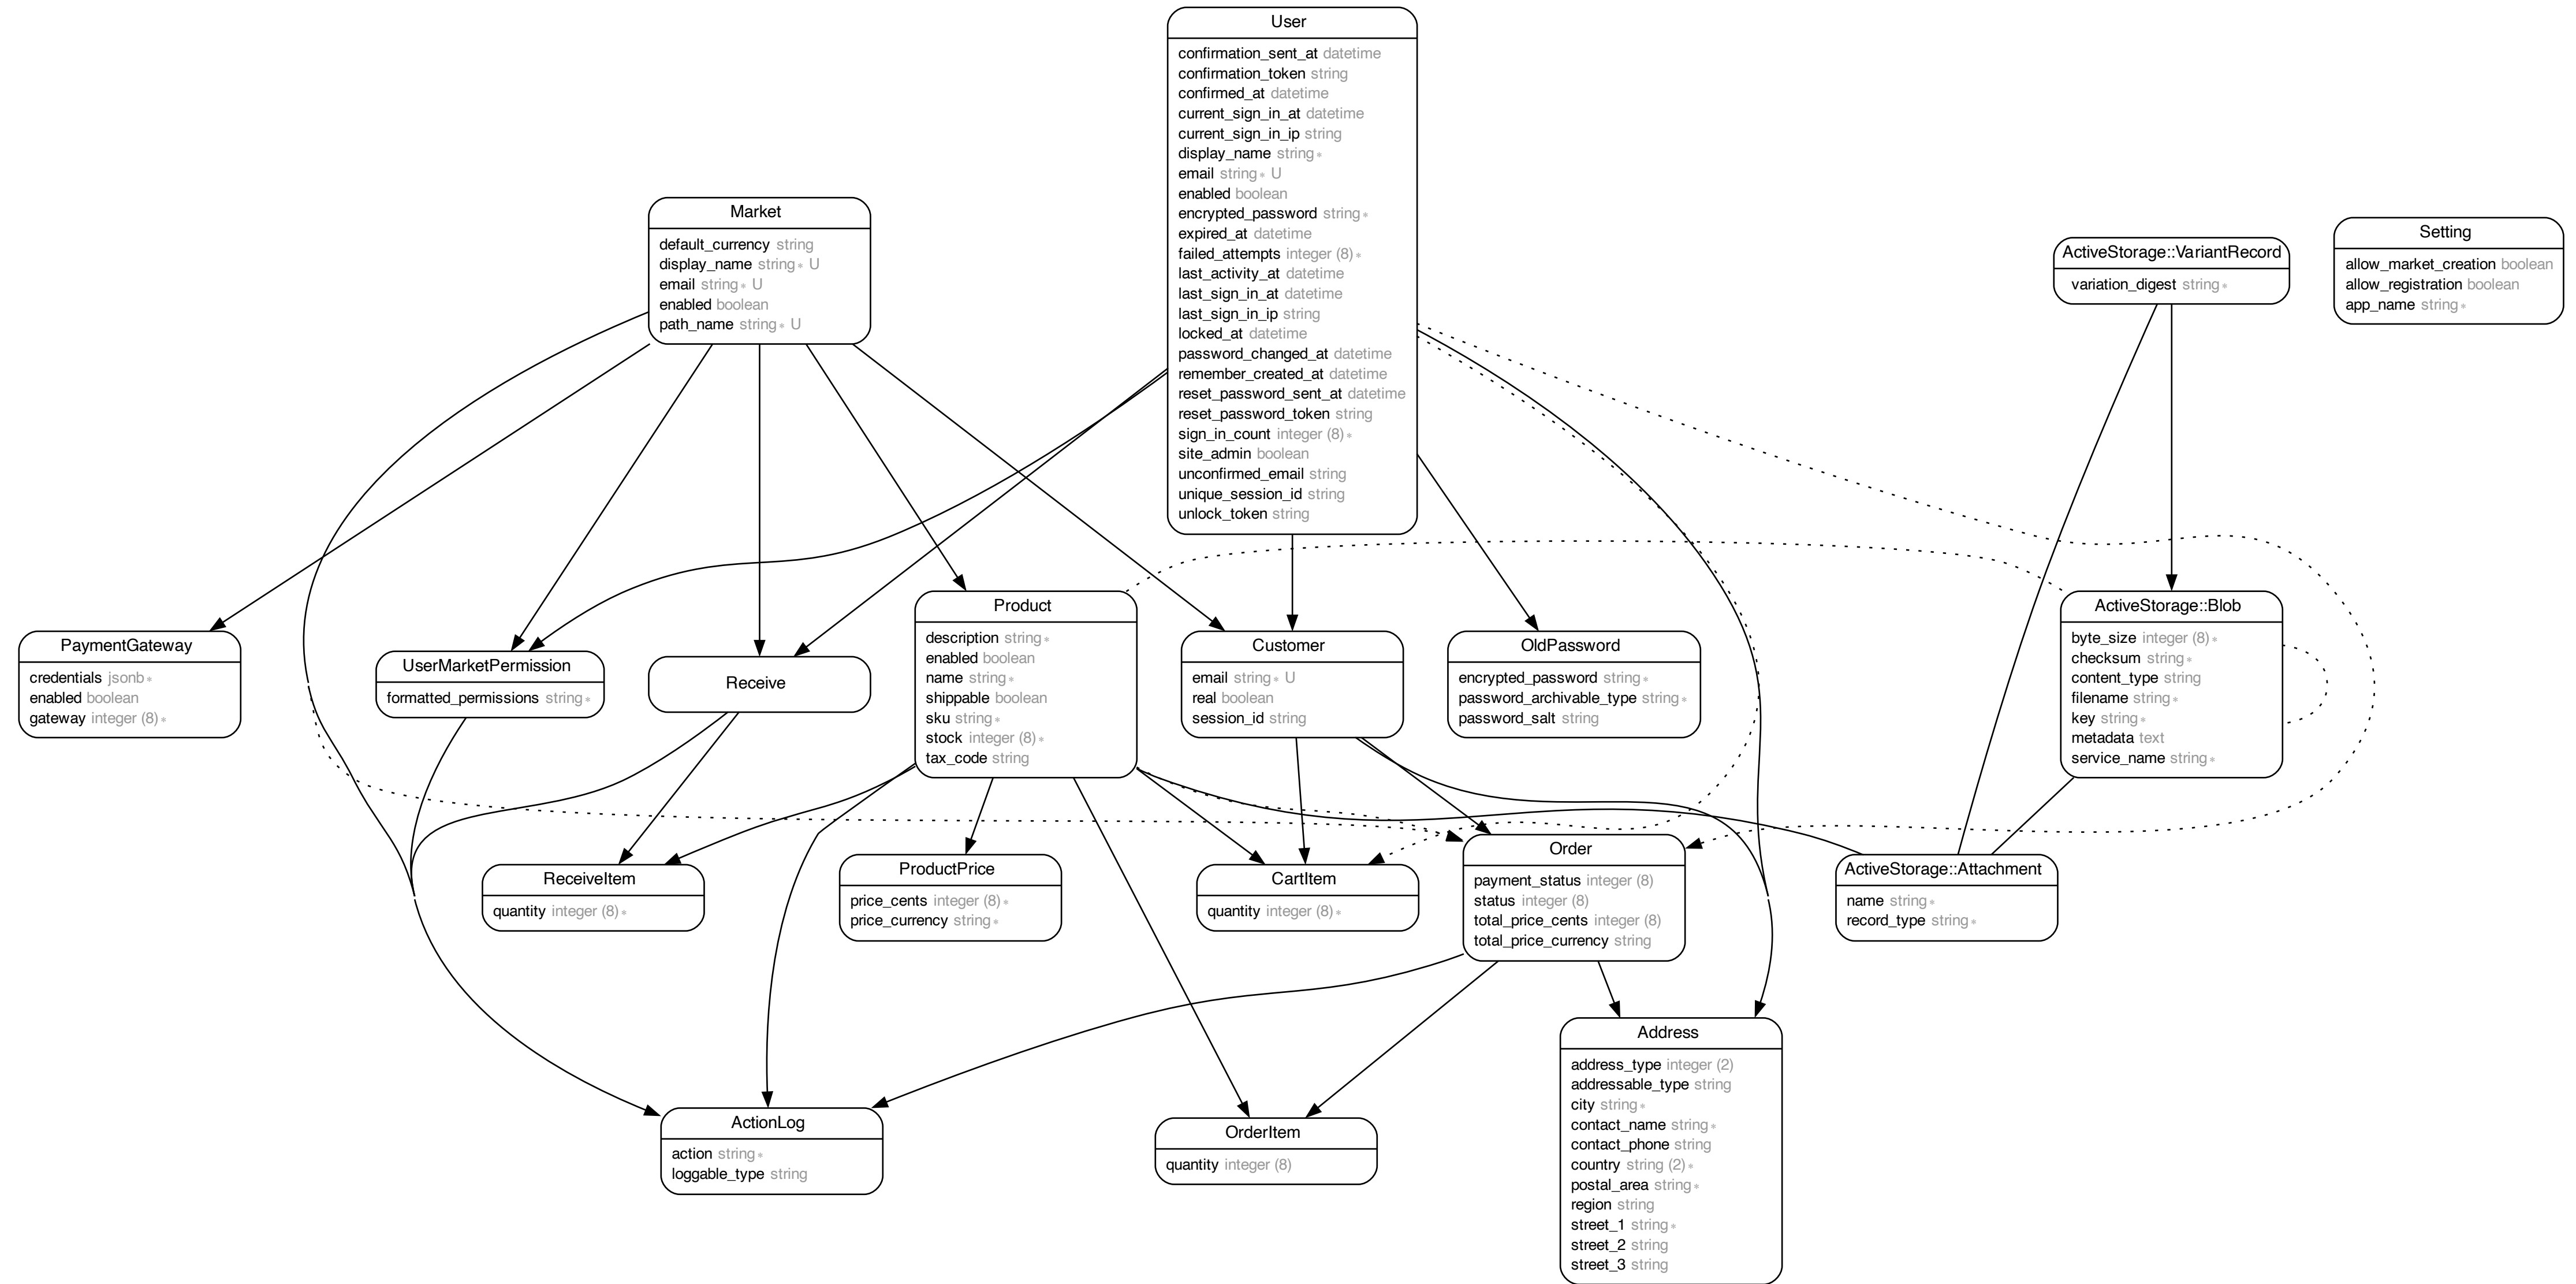 User
confirmation_sent_at datetime
confirmation_token string
confirmed_at datetime
current_sign_in_at datetime
current_sign_in_ip string
display_name string∗
email string∗ U
enabled boolean
encrypted_password string∗
expired_at datetime
failed_attempts integer (8)∗
last_activity_at datetime
last_sign_in_at datetime
last_sign_in_ip string
locked_at datetime
password_changed_at datetime
remember_created_at datetime
reset_password_sent_at datetime
reset_password_token string
sign_in_count integer (8)∗
site_admin boolean
unconfirmed_email string
unique_session_id string
unlock_token string
Market
default_currency string
display_name string∗ U
email string∗ U
enabled boolean
path_name string∗ U
ActiveStorage::VariantRecord
variation_digest string∗
Setting
allow_market_creation boolean
allow_registration boolean
app_name string∗
PaymentGateway
credentials jsonb∗
enabled boolean
gateway integer (8)∗
UserMarketPermission
formatted_permissions string∗
Receive
Product
description string∗
enabled boolean
name string∗
shippable boolean
sku string∗
stock integer (8)∗
tax_code string
Customer
email string∗ U
real boolean
session_id string
OldPassword
encrypted_password string∗
password_archivable_type string∗
password_salt string
ActiveStorage::Blob
byte_size integer (8)∗
checksum string∗
content_type string
filename string∗
key string∗
metadata text
service_name string∗
ReceiveItem
quantity integer (8)∗
ProductPrice
price_cents integer (8)∗
price_currency string∗
CartItem
quantity integer (8)∗
Order
payment_status integer (8)
status integer (8)
total_price_cents integer (8)
total_price_currency string
ActiveStorage::Attachment
name string∗
record_type string∗
ActionLog
action string∗
loggable_type string
OrderItem
quantity integer (8)
Address
address_type integer (2)
addressable_type string
city string∗
contact_name string∗
contact_phone string
country string (2)∗
postal_area string∗
region string
street_1 string∗
street_2 string
street_3 string